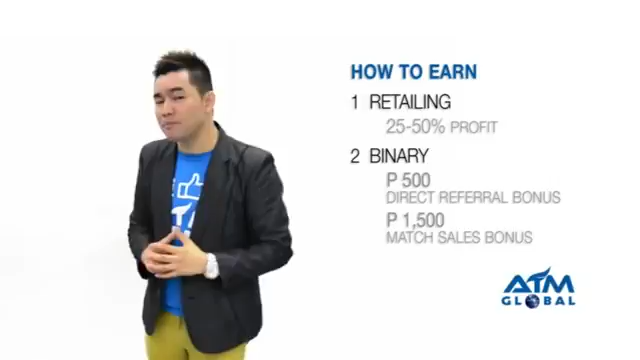 HOW TO EARN
1 RETAILING
25-50% PROFIT
2 BINARY
P 500
DIRECT REFERRAL BONUS
P 1,500
MATCH SALES BONUS
ATM
GLOBAL